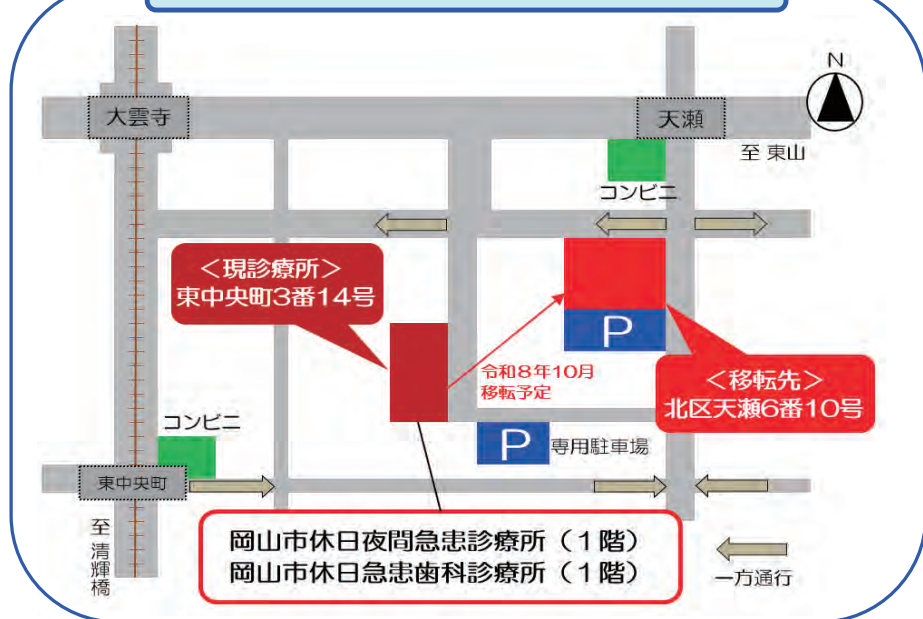 N
大雲寺
天瀬
至 東山
コンビニ
＜現診療所＞
東中央町3番14号
P
令和8年10月
移転予定
＜移転先＞
北区天瀬6番10号
コンビニ
P
専用駐車場
東中央町
至
清輝橋
岡山市休日夜間急患診療所（１階）
岡山市休日急患歯科診療所（１階）
一方通行